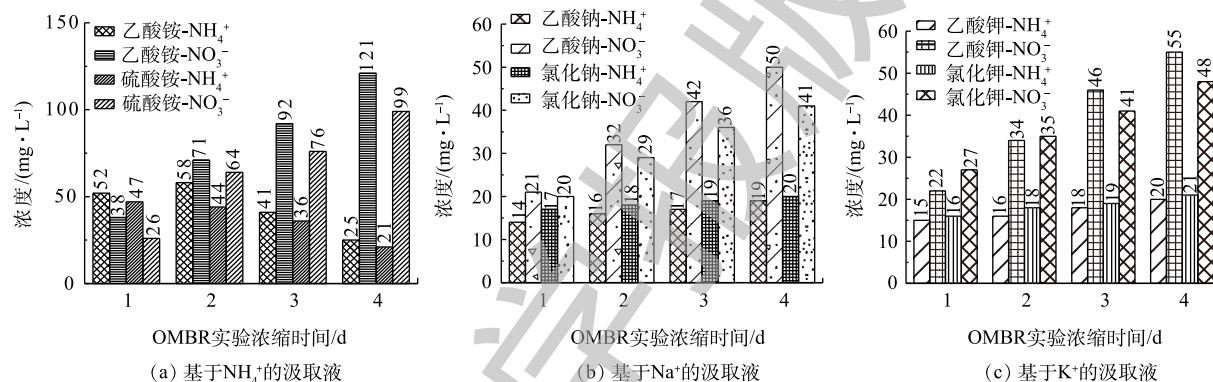 150
100
50
0
浓度/(mg·L⁻¹)
乙酸铵-NH₄⁺
乙酸铵-NO₃⁻
硫酸铵-NH₄⁺
硫酸铵-NO₃⁻
52 38 47 26
58 71 44 64
41 92 36 76
25 121 21 99
1 2 3 4
OMBR实验浓缩时间/d
(a) 基于NH₄⁺的汲取液
60
50
40
30
20
10
0
浓度/(mg·L⁻¹)
乙酸钠-NH₄⁺
乙酸钠-NO₃⁻
氯化钠-NH₄⁺
氯化钠-NO₃⁻
14 21 17 20
16 32 18 29
17 42 19 36
19 50 20 41
1 2 3 4
OMBR实验浓缩时间/d
(b) 基于Na⁺的汲取液
60
45
30
15
0
浓度/(mg·L⁻¹)
乙酸钾-NH₄⁺
乙酸钾-NO₃⁻
氯化钾-NH₄⁺
氯化钾-NO₃⁻
15 22 16 27
16 34 18 35
18 46 19 41
20 55 21 48
1 2 3 4
OMBR实验浓缩时间/d
(c) 基于K⁺的汲取液
学报版